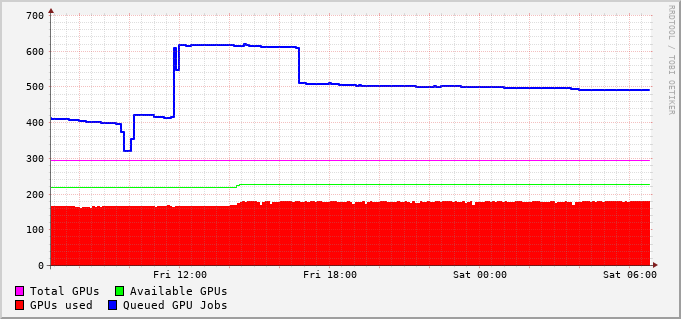 700
600
500
400
300
200
100
0
Fri 12:00 Fri 18:00 Sat 00:00 Sat 06:00
Total GPUs Available GPUs
GPUs used Queued GPU Jobs
RRDTOOL / TOBI OETIKER